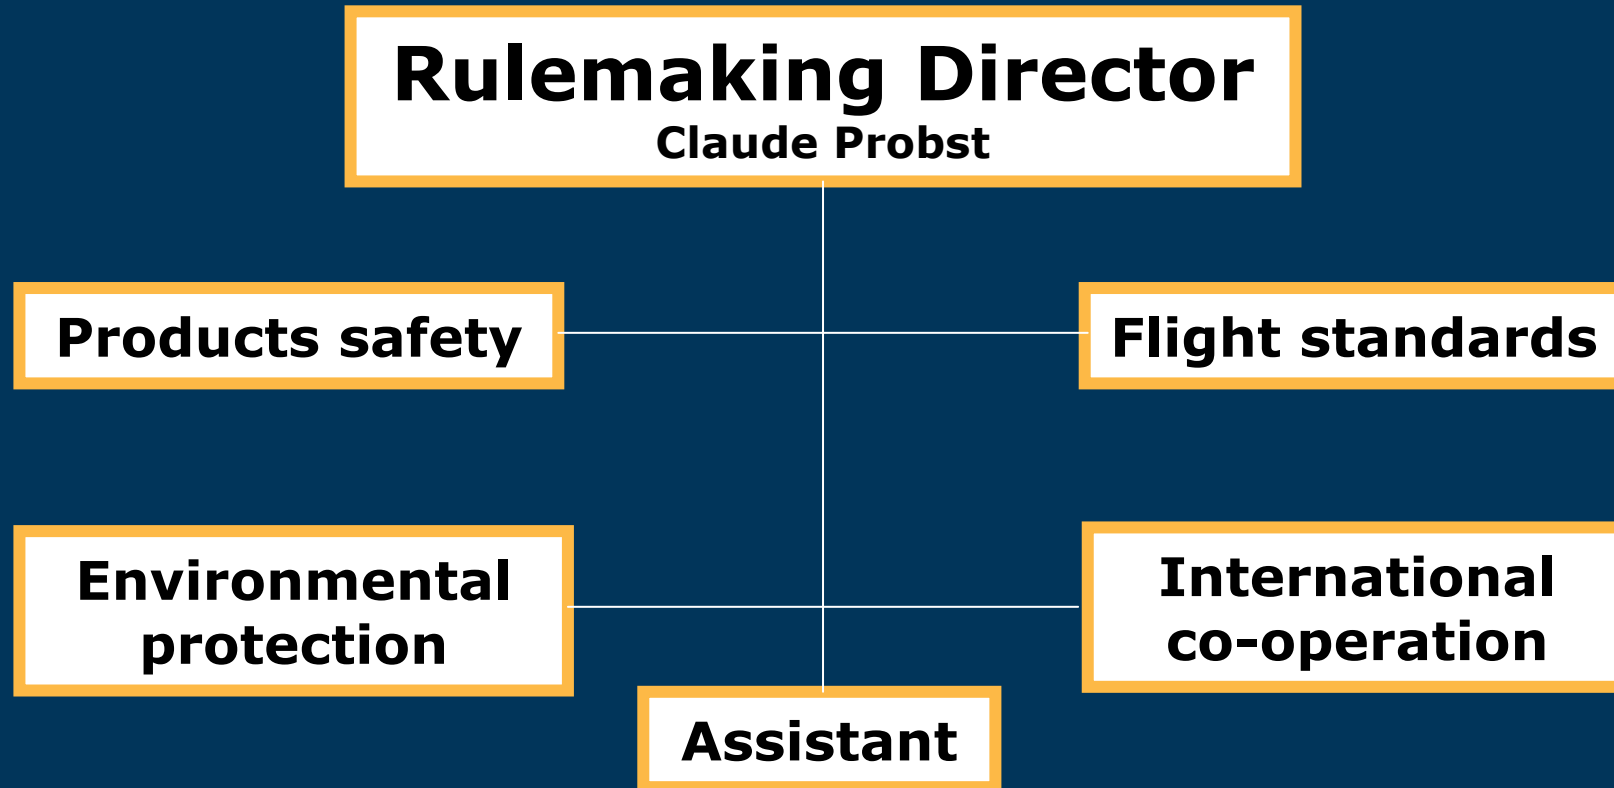 Rulemaking Director
Claude Probst
Products safety
Flight standards
Environmental
protection
International
co-operation
Assistant